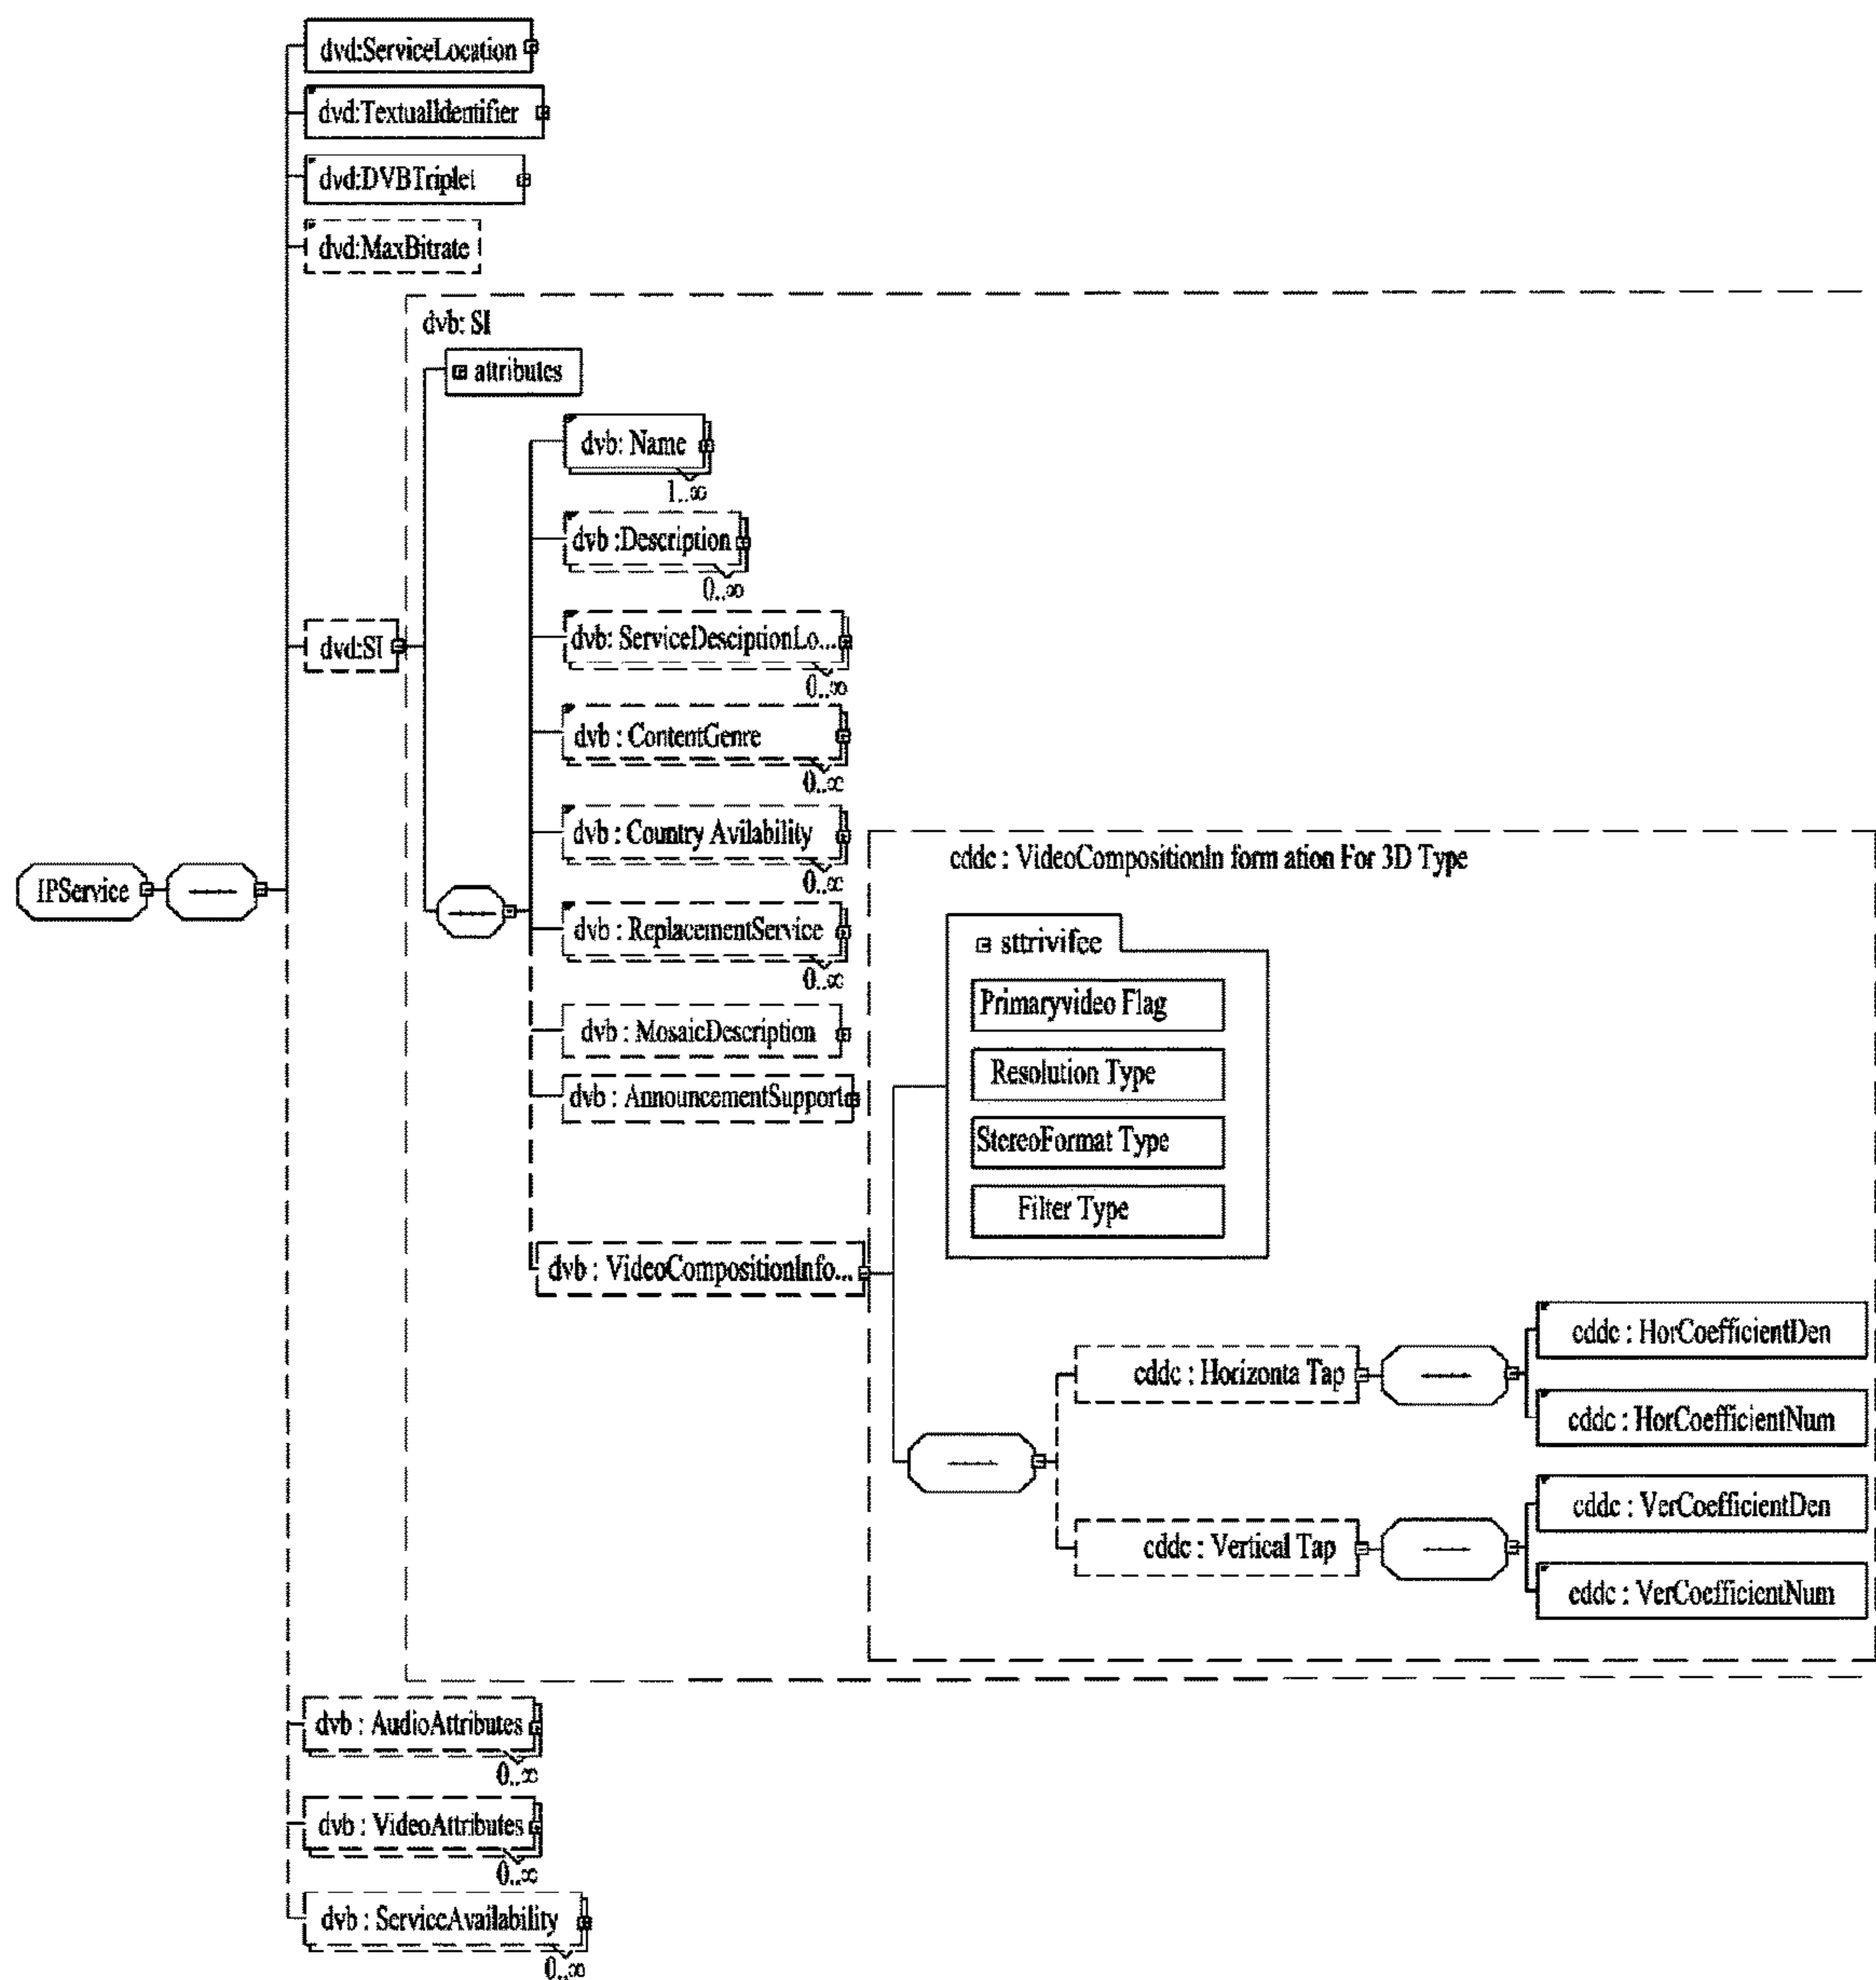 dvd:ServiceLocation
dvd:TextualIdentifier
dvd:DVBTriplet
dvd:MaxBitrate
dvb: SI
attributes
dvb: Name
1..∞
dvb :Description
0..∞
dvd:SI
dvb: ServiceDesciptionLo...
0..∞
dvb : ContentGenre
0..∞
dvb : Country Avilability
0..∞
IPService
dvb : ReplacementService
0..∞
dvb : MosaicDescription
dvb : AnnouncementSupport
dvb : VideoCompositionInfo...
cddc : VideoCompositionIn form ation For 3D Type
sttrivifee
Primaryvideo Flag
Resolution Type
StereoFormat Type
Filter Type
cddc : Horizonta Tap
cddc : HorCoefficientDen
cddc : HorCoefficientNum
cddc : Vertical Tap
cddc : VerCoefficientDen
cddc : VerCoefficientNum
dvb : AudioAttributes
0..∞
dvb : VideoAttributes
0..∞
dvb : ServiceAvailability
0..∞